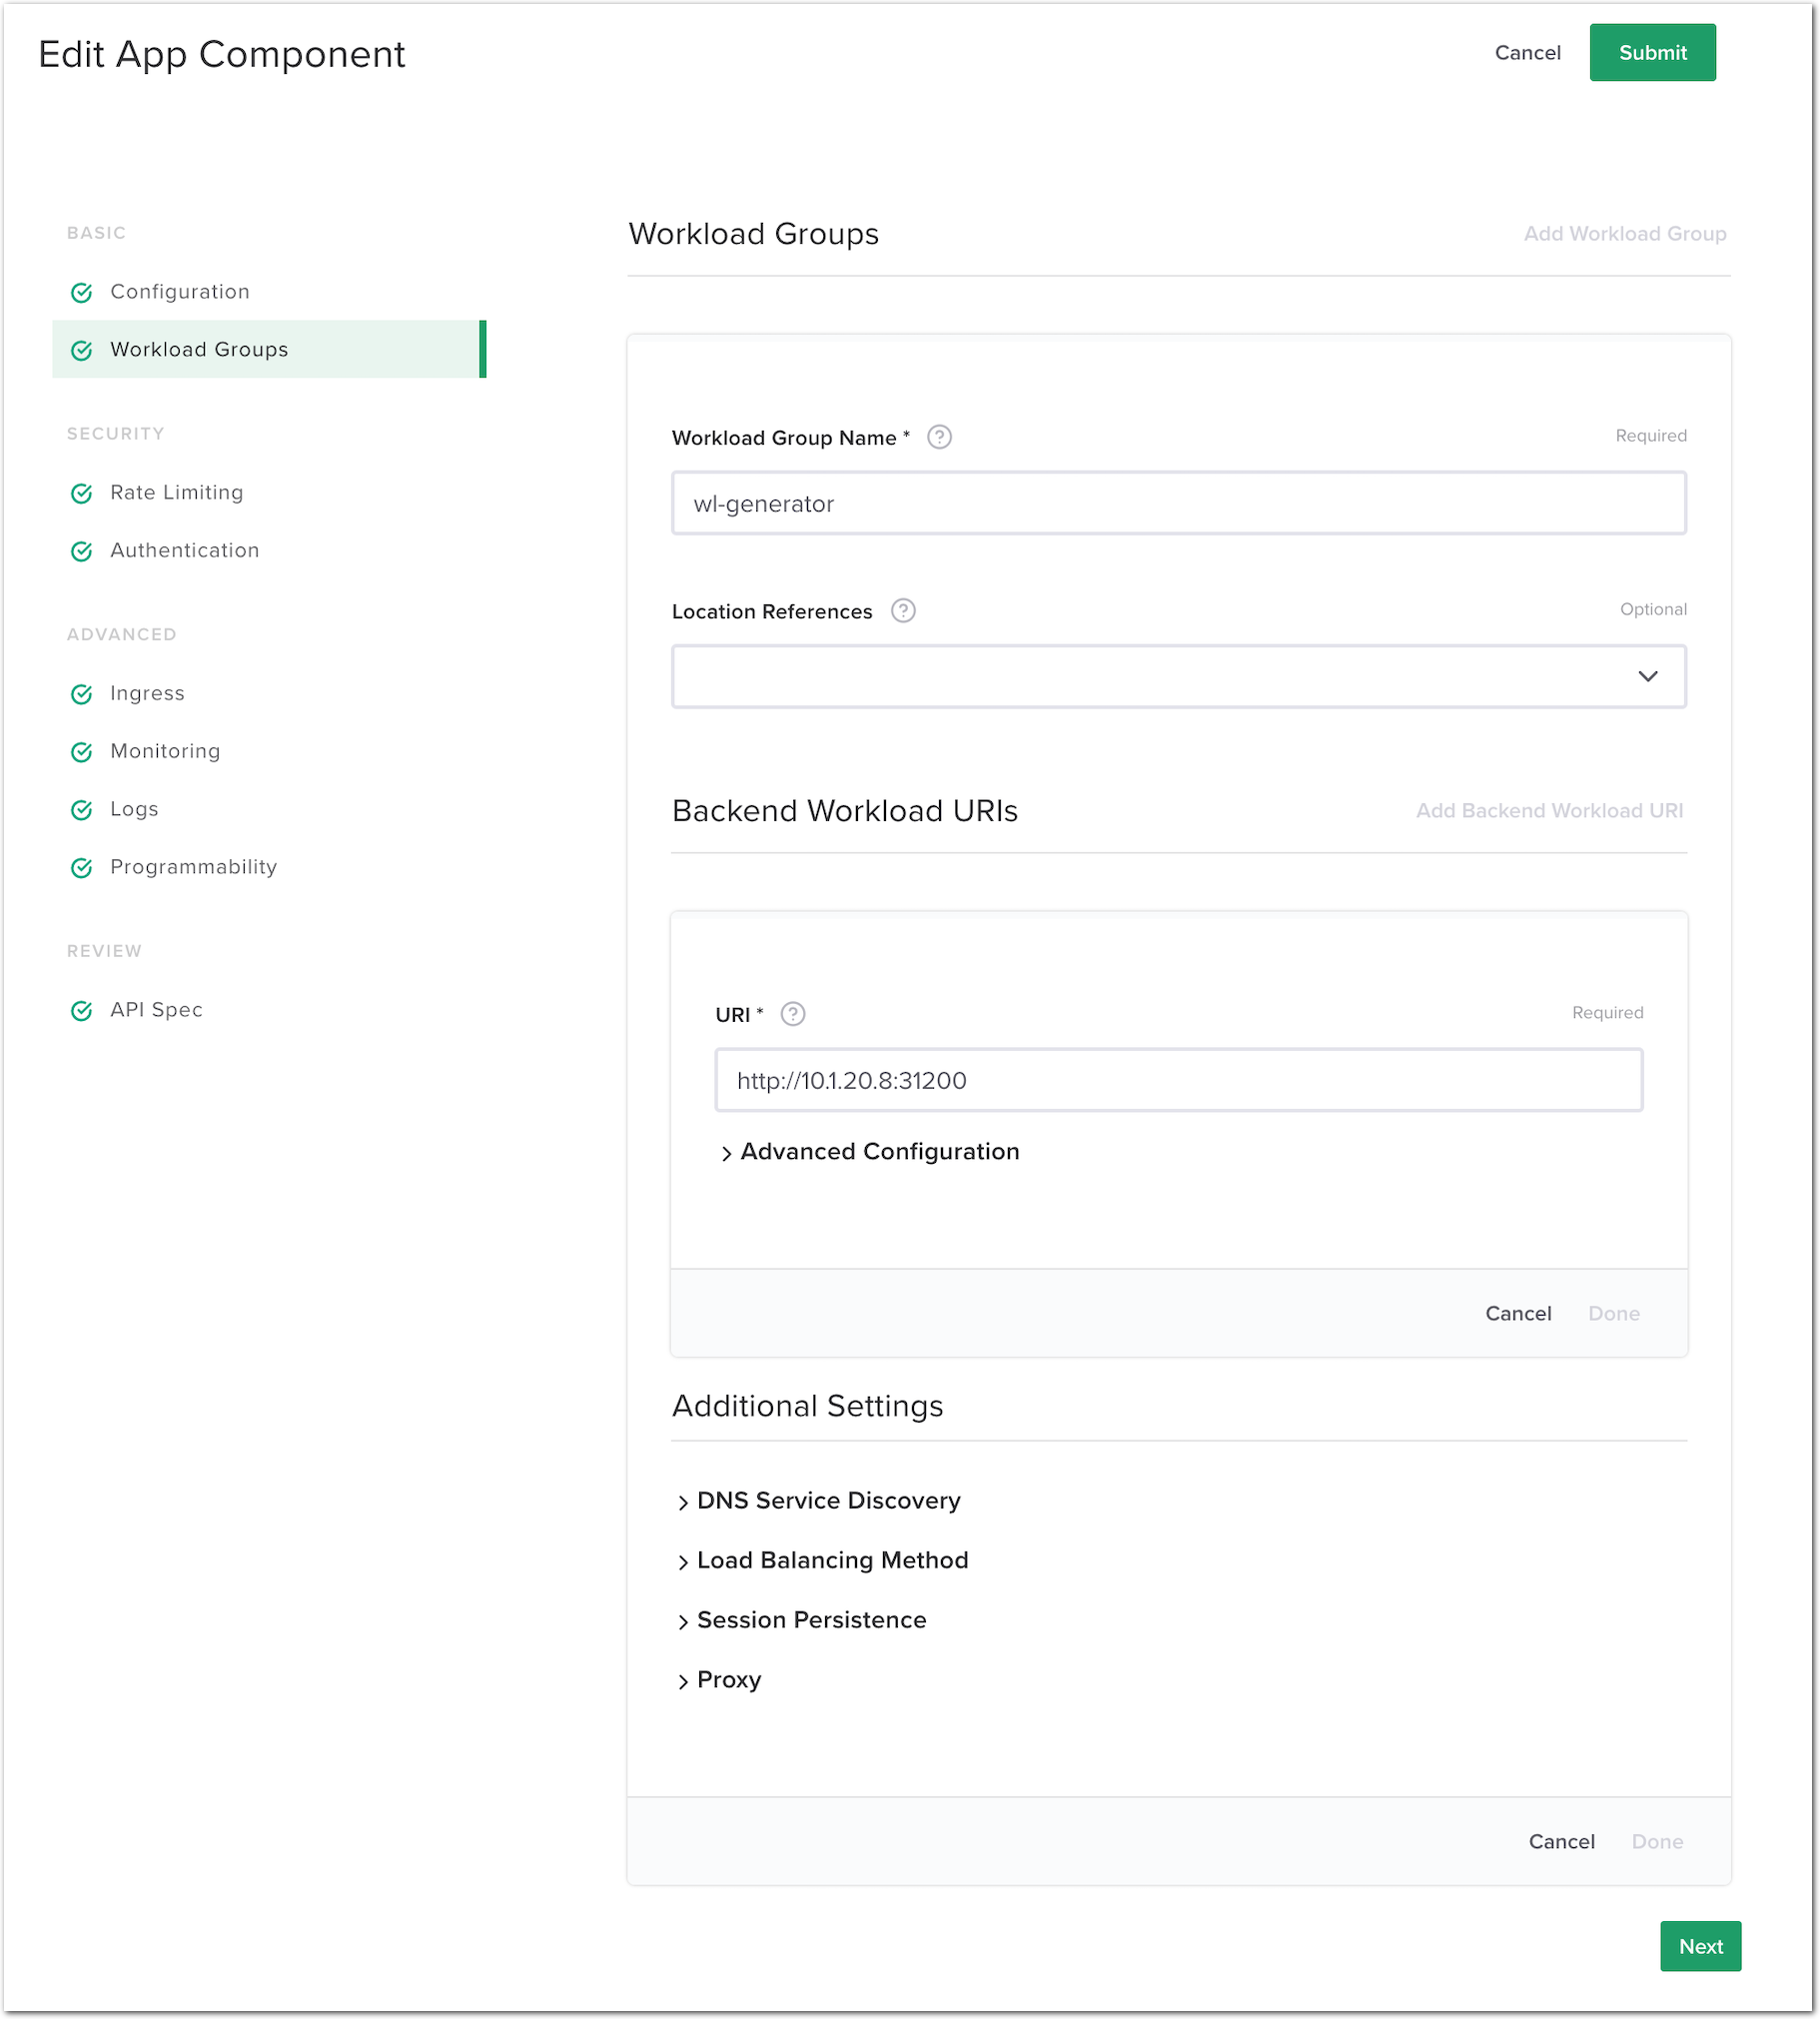 Edit App Component
Cancel
Submit
BASIC
Configuration
Workload Groups
SECURITY
Rate Limiting
Authentication
ADVANCED
Ingress
Monitoring
Logs
Programmability
REVIEW
API Spec
Workload Groups
Add Workload Group
Workload Group Name *
Required
wl-generator
Location References
Optional
Backend Workload URIs
Add Backend Workload URI
URI *
Required
http://10.1.20.8:31200
Advanced Configuration
Cancel
Done
Additional Settings
DNS Service Discovery
Load Balancing Method
Session Persistence
Proxy
Cancel
Done
Next